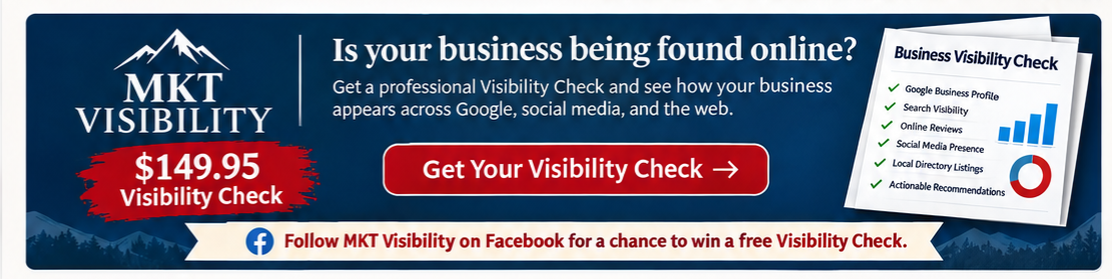 MKT
VISIBILITY
$149.95
Visibility Check
Is your business being found online?
Get a professional Visibility Check and see how your business
appears across Google, social media, and the web.
Get Your Visibility Check →
Business Visibility Check
✓ Google Business Profile
✓ Search Visibility
✓ Online Reviews
✓ Social Media Presence
✓ Local Directory Listings
✓ Actionable Recommendations
Follow MKT Visibility on Facebook for a chance to win a free Visibility Check.